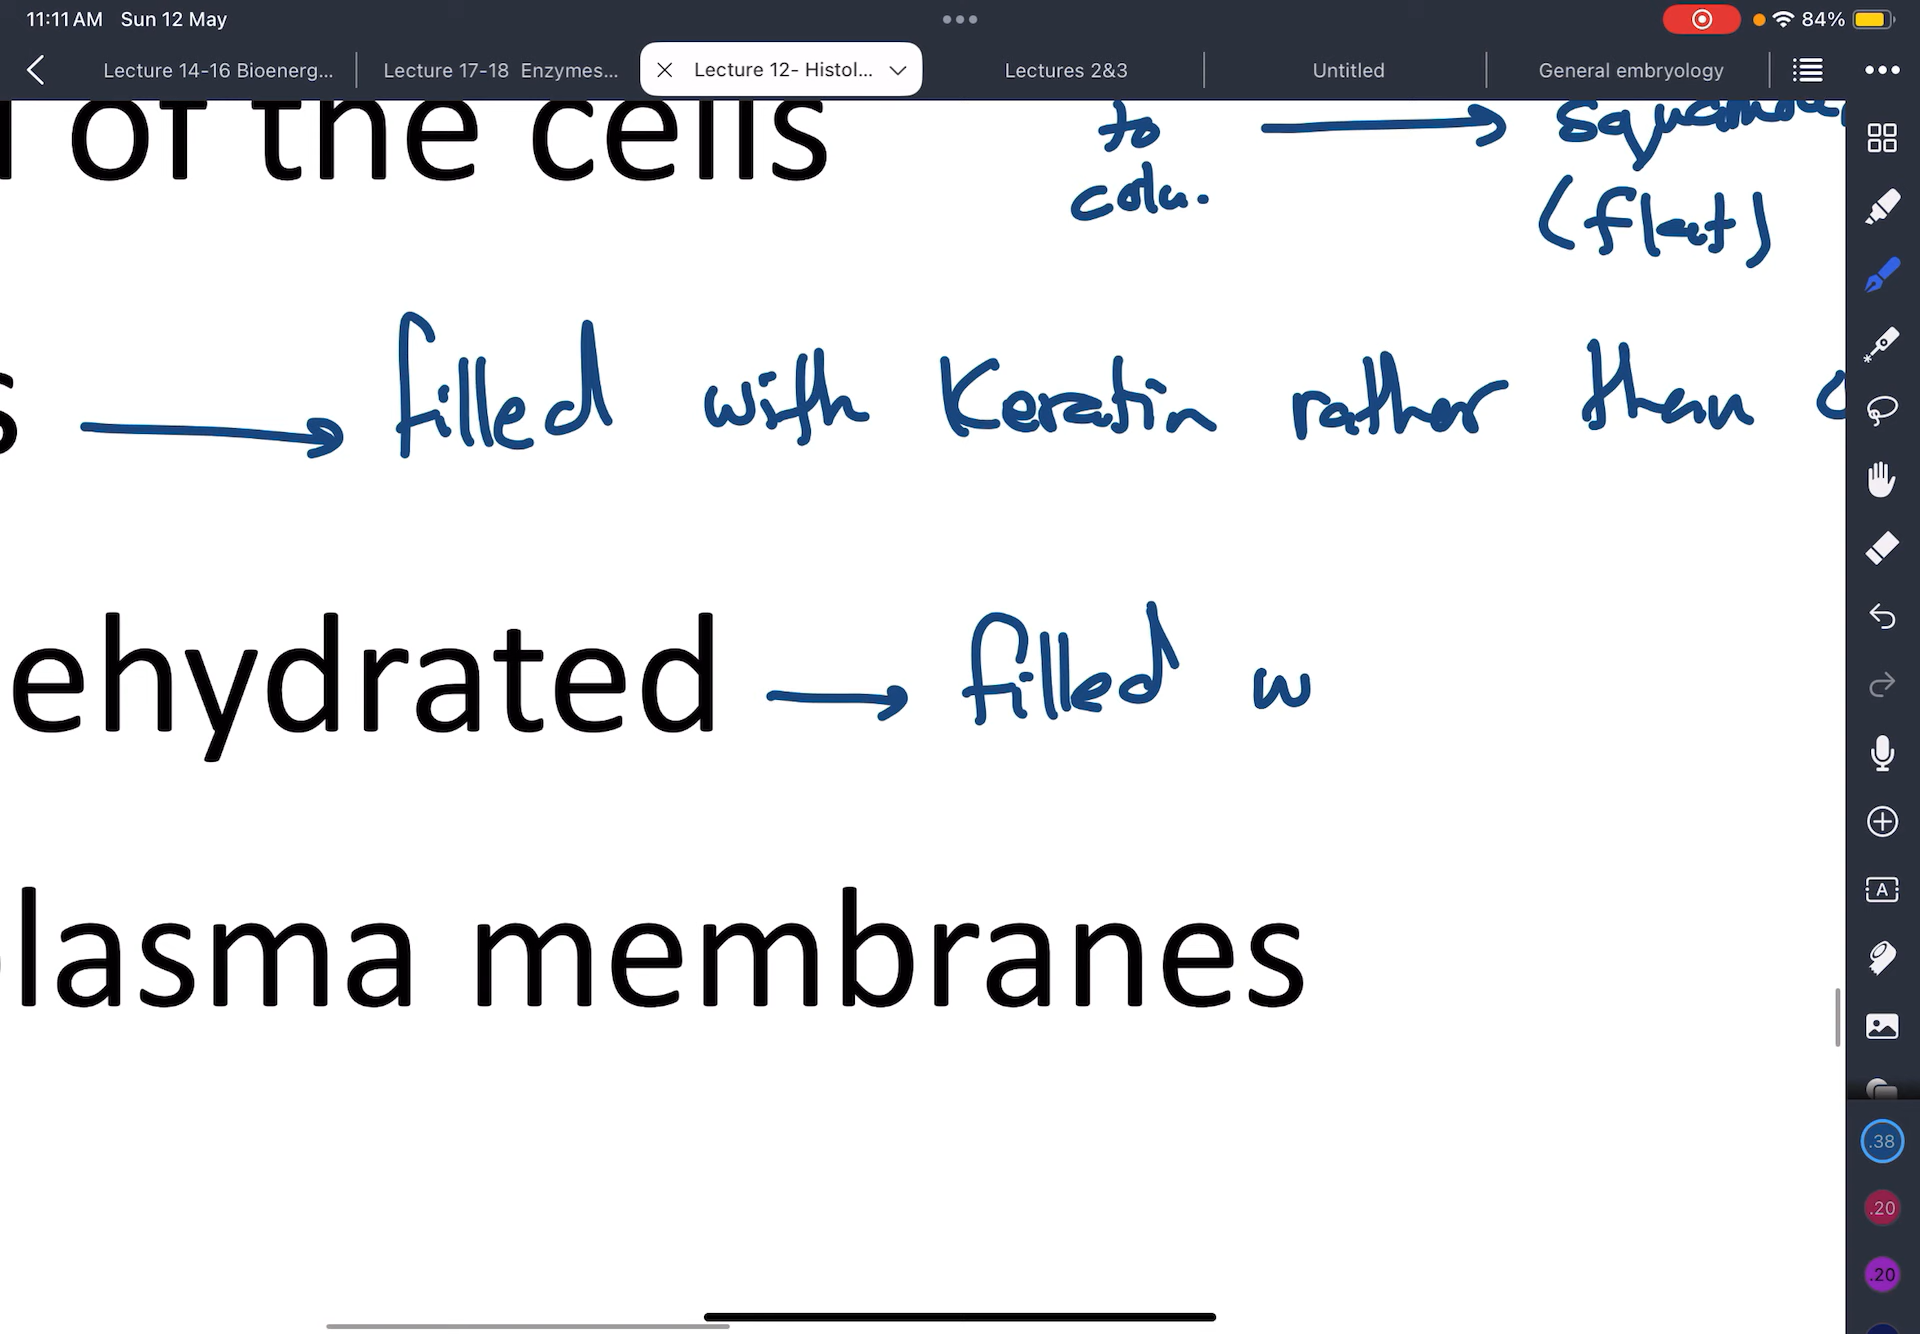 11:11 AM Sun 12 May
84%
Lecture 14-16 Bioenerg... Lecture 17-18 Enzymes... Lecture 12- Histol... Lectures 2&3 Untitled General embryology
of the cells to colu. squamous (flat)
s filled with Keratin rather than
ehydrated filled w
lasma membranes
A
.38
.20
.20